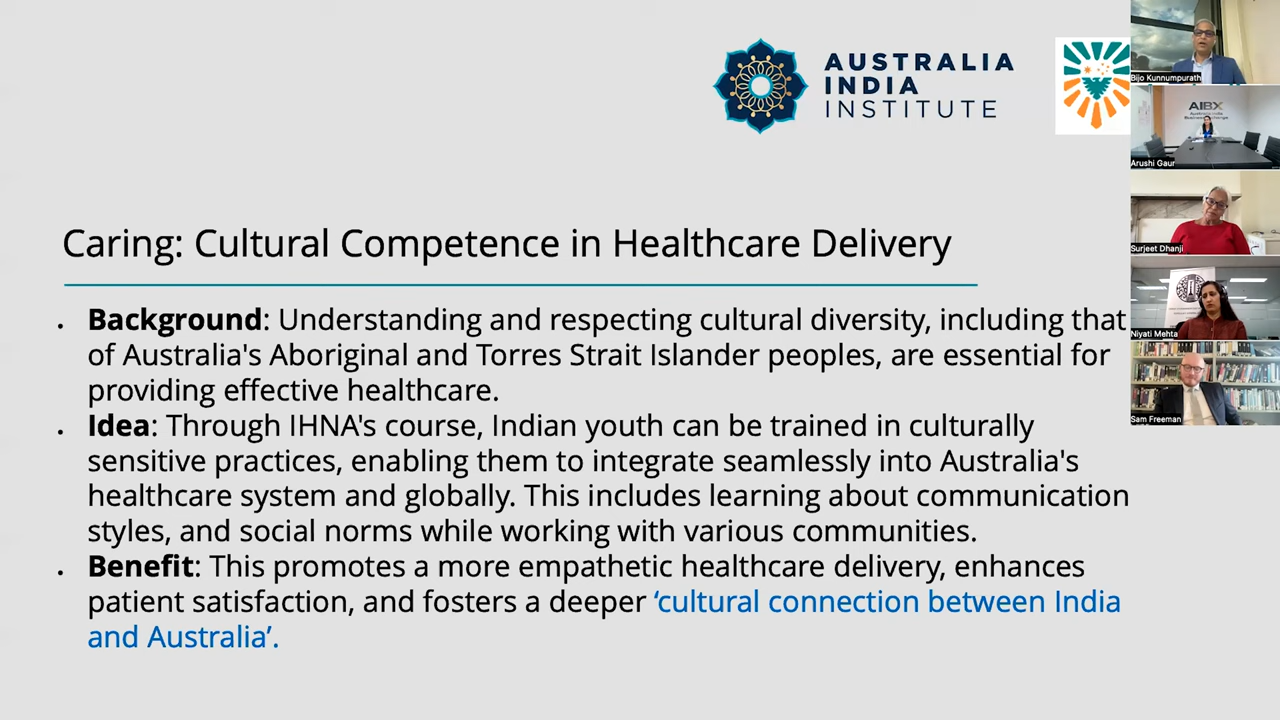 AUSTRALIA
INDIA
INSTITUTE
Caring: Cultural Competence in Healthcare Delivery
• Background: Understanding and respecting cultural diversity, including that
of Australia's Aboriginal and Torres Strait Islander peoples, are essential for
providing effective healthcare.
• Idea: Through IHNA's course, Indian youth can be trained in culturally
sensitive practices, enabling them to integrate seamlessly into Australia's
healthcare system and globally. This includes learning about communication
styles, and social norms while working with various communities.
• Benefit: This promotes a more empathetic healthcare delivery, enhances
patient satisfaction, and fosters a deeper ‘cultural connection between India
and Australia’.
Bijo Kunnumpurath
AIBX
Arushi Gaur
Surjeet Dhanji
Niyati Mehta
Sam Freeman